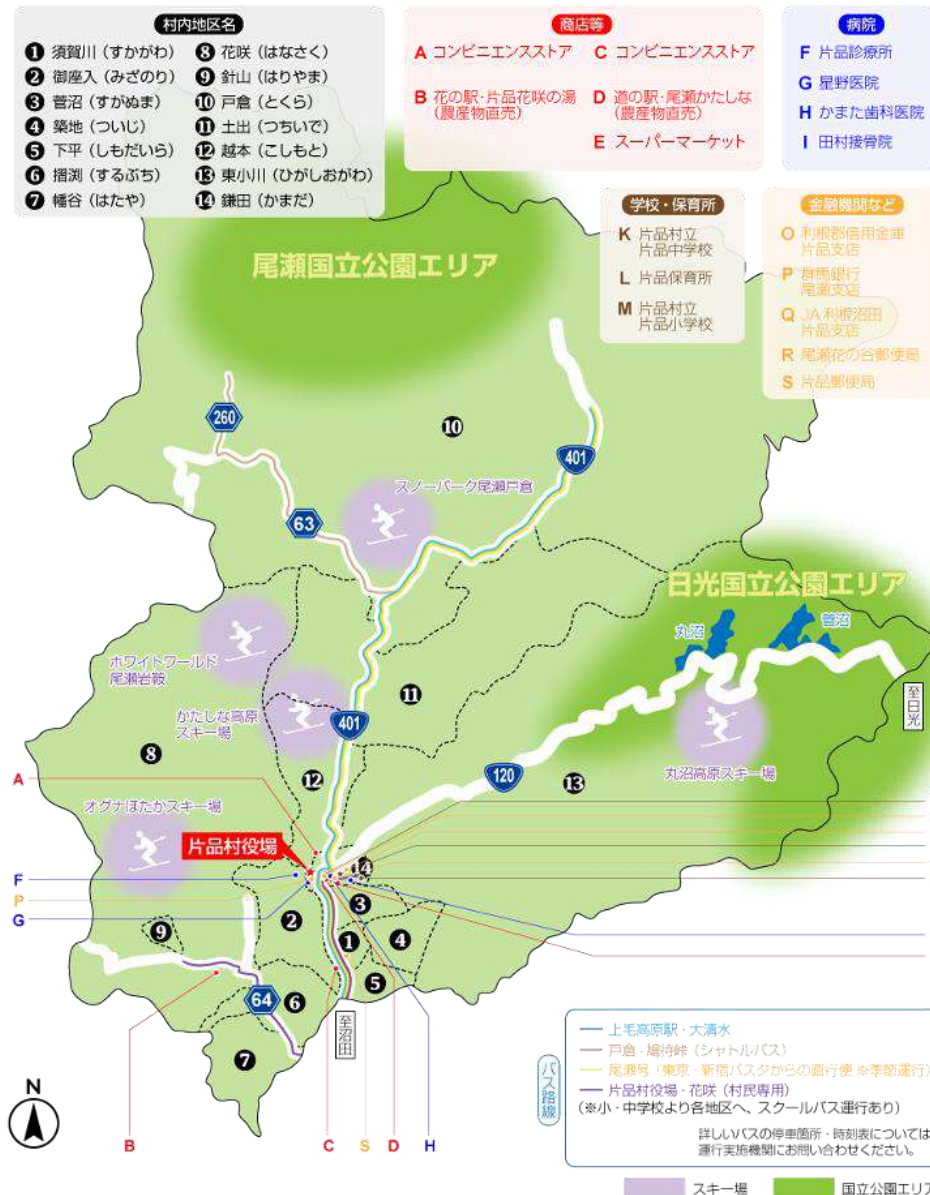 村内地区名
❶ 須賀川（すかがわ）
❷ 御座入（みざのり）
❸ 菅沼（すがぬま）
❹ 築地（ついじ）
❺ 下平（しもだいら）
❻ 摺渕（するぶち）
❼ 幡谷（はたや）
❽ 花咲（はなさく）
❾ 針山（はりやま）
❿ 戸倉（とくら）
⓫ 土出（つちいで）
⓬ 越本（こしもと）
⓭ 東小川（ひがしおがわ）
⓮ 鎌田（かまだ）
商店等
A コンビニエンスストア
B 花の駅・片品花咲の湯
（農産物直売）
C コンビニエンスストア
D 道の駅・尾瀬かたしな
（農産物直売）
E スーパーマーケット
病院
F 片品診療所
G 星野医院
H かまた歯科医院
I 田村接骨院
学校・保育所
K 片品村立
片品中学校
L 片品保育所
M 片品村立
片品小学校
金融機関など
O 利根郡信用金庫
片品支店
P 群馬銀行
尾瀬支店
Q JA利根沼田
片品支店
R 尾瀬花の谷郵便局
S 片品郵便局
尾瀬国立公園エリア
260
❿
401
スノーパーク尾瀬戸倉
63
日光国立公園エリア
丸沼
菅沼
ホワイトワールド
尾瀬岩鞍
至日光
かたしな高原
スキー場
401
⓫
❽
⓬
120
⓭
丸沼高原スキー場
A
オグナほたかスキー場
片品村役場
⓮
F
P
G
❷
❸
❾
❶
❹
❺
64
❻
至沼田
❼
N
B
C
S
D
H
バス路線
上毛高原駅・大清水
戸倉・鳩待峠（シャトルバス）
尾瀬号（東京・新宿バスタからの直行便 ※季節運行）
片品村役場・花咲（村民専用）
（※小・中学校より各地区へ、スクールバス運行あり）
詳しいバスの停車箇所・時刻表については
運行実施機関にお問い合わせください。
スキー場
国立公園エリア